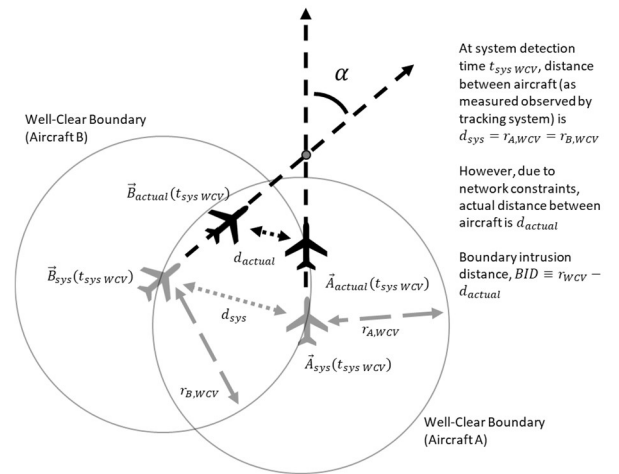 α
At system detection
time t_sys WCV, distance
between aircraft (as
measured observed by
tracking system) is
d_sys = r_A,WCV = r_B,WCV
However, due to
network constraints,
actual distance between
aircraft is d_actual
Boundary intrusion
distance, BID ≡ r_WCV −
d_actual
Well-Clear Boundary
(Aircraft B)
B⃗_actual(t_sys WCV)
d_actual
B⃗_sys(t_sys WCV)
A⃗_actual(t_sys WCV)
d_sys
r_A,WCV
A⃗_sys(t_sys WCV)
r_B,WCV
Well-Clear Boundary
(Aircraft A)